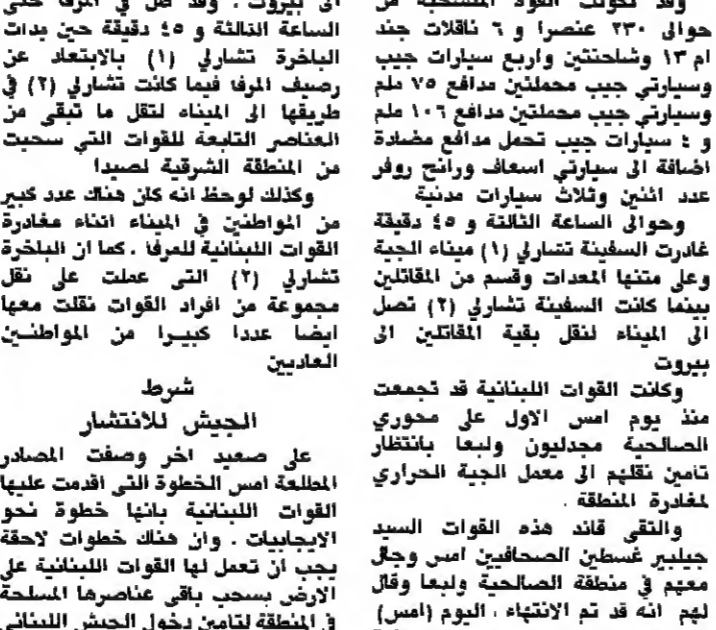 وقد تكونت القوة المنسحبة من
حوالى ٢٣٠ عنصرا و ٦ ناقلات جند
ام ١٣ وشاحنتين واربع سيارات جيب
وسيارتي جيب محملتين مدافع ٧٥ ملم
وسيارتي جيب محملتين مدافع ١٠٦ ملم
و ٤ سيارات جيب تحمل مدافع مضادة
اضافة الى سيارتي اسعاف ورانج روفر
عدد اثنين وثلاث سيارات مدنية
وحوالى الساعة الثالثة و ٤٥ دقيقة
غادرت السفينة تشارلي (١) ميناء الجية
وعلى متنها المعدات وقسم من المقاتلين
بينما كانت السفينة تشارلي (٢) تصل
الى الميناء لنقل بقية المقاتلين الى
بيروت
وكانت القوات اللبنانية قد تجمعت
منذ يوم امس الاول على محوري
الصالحية مجدليون ولبعا بانتظار
تامين نقلهم الى معمل الجية الحراري
لمغادرة المنطقة .
والتقى قائد هذه القوات السيد
جيلبير غسطين الصحافيين امس وجال
معهم في منطقة الصالحية ولبعا وقال
لهم انه قد تم الانتهاء ، اليوم (امس)
الى بيروت . وقد ظل في المرفا حتى
الساعة الثالثة و ٤٥ دقيقة حين بدات
الباخرة تشارلي (١) بالابتعاد عن
رصيف المرفا فيما كانت تشارلي (٢) في
طريقها الى الميناء لتقل ما تبقى من
العناصر التابعة للقوات التي سحبت
من المنطقة الشرقية لصيدا
وكذلك لوحظ انه كان هناك عدد كبير
من المواطنين في الميناء اثناء مغادرة
القوات اللبنانية للمرفا . كما ان الباخرة
تشارلي (٢) التى عملت على نقل
مجموعة من افراد القوات نقلت معها
ايضا عددا كبيـرا من المواطنـين
العاديين
شرط
الجيش للانتشار
على صعيد اخر وصفت المصادر
المطلعة امس الخطوة التى اقدمت عليها
القوات اللبنانية بانها خطوة نحو
الايجابيات . وان هناك خطوات لاحقة
يجب ان تعمل لها القوات اللبنانية على
الارض بسحب باقى عناصرها المسلحة
في المنطقة لتامين دخول الجيش اللبناني